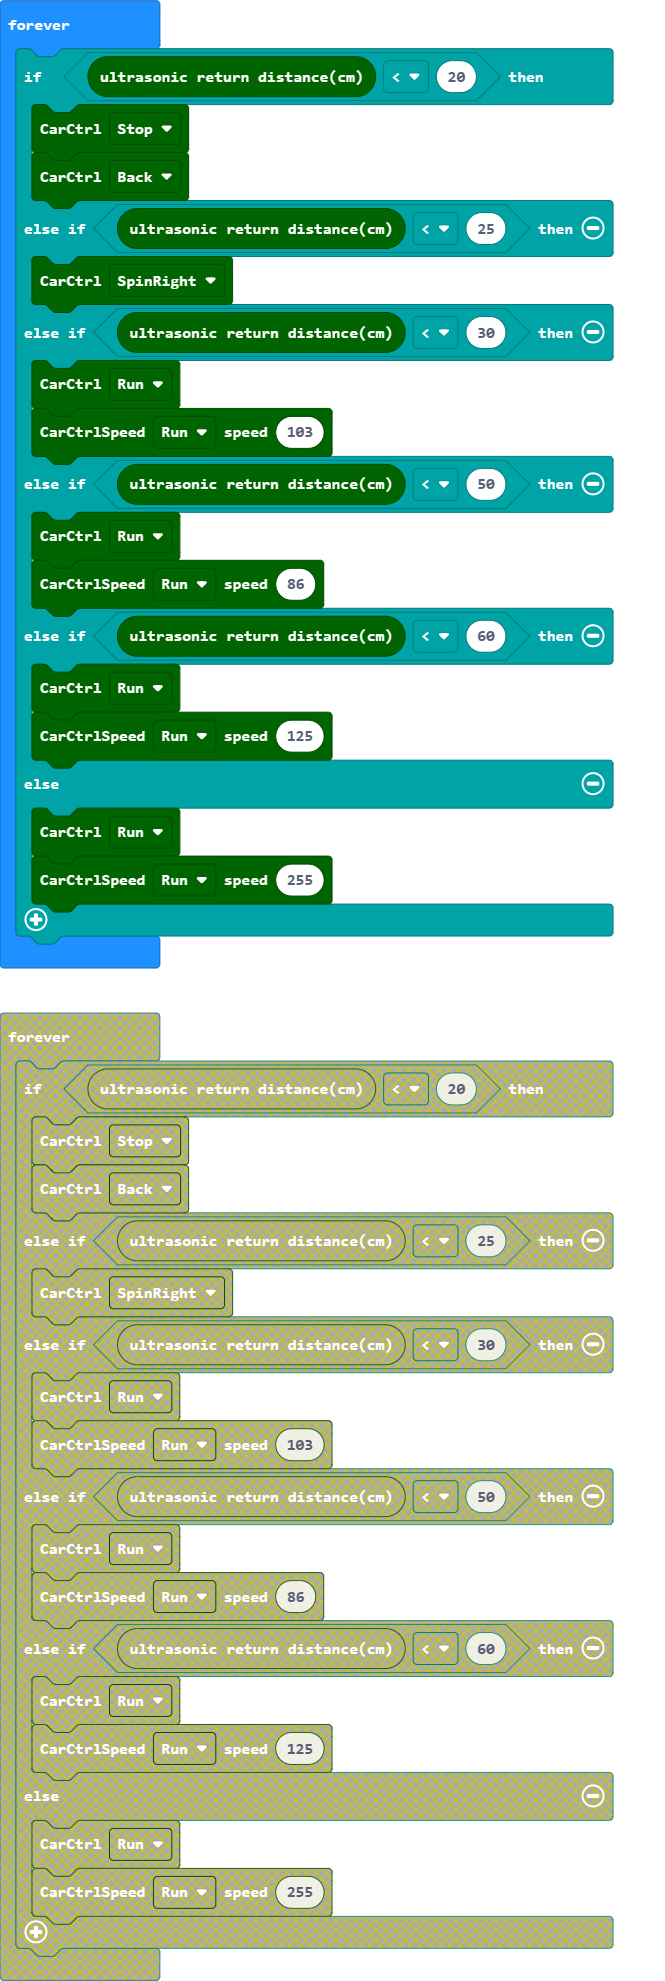 forever
if ultrasonic return distance(cm) < 20 then
CarCtrl Stop
CarCtrl Back
else if ultrasonic return distance(cm) < 25 then
CarCtrl SpinRight
else if ultrasonic return distance(cm) < 30 then
CarCtrl Run
CarCtrlSpeed Run speed 103
else if ultrasonic return distance(cm) < 50 then
CarCtrl Run
CarCtrlSpeed Run speed 86
else if ultrasonic return distance(cm) < 60 then
CarCtrl Run
CarCtrlSpeed Run speed 125
else
CarCtrl Run
CarCtrlSpeed Run speed 255
forever
if ultrasonic return distance(cm) < 20 then
CarCtrl Stop
CarCtrl Back
else if ultrasonic return distance(cm) < 25 then
CarCtrl SpinRight
else if ultrasonic return distance(cm) < 30 then
CarCtrl Run
CarCtrlSpeed Run speed 103
else if ultrasonic return distance(cm) < 50 then
CarCtrl Run
CarCtrlSpeed Run speed 86
else if ultrasonic return distance(cm) < 60 then
CarCtrl Run
CarCtrlSpeed Run speed 125
else
CarCtrl Run
CarCtrlSpeed Run speed 255